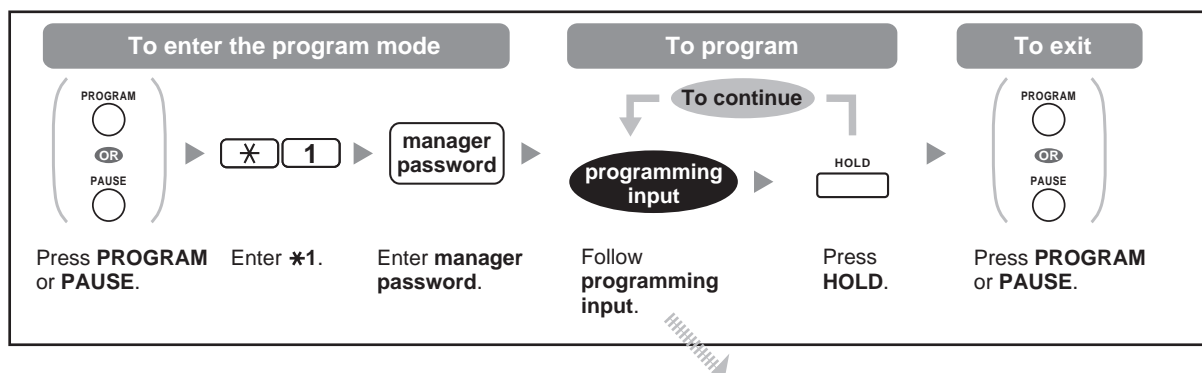 To enter the program mode
To program
To exit
PROGRAM
OR
PAUSE
✳ 1
manager
password
To continue
programming
input
HOLD
PROGRAM
OR
PAUSE
Press PROGRAM
or PAUSE.
Enter ✳1.
Enter manager
password.
Follow
programming
input.
Press
HOLD.
Press PROGRAM
or PAUSE.